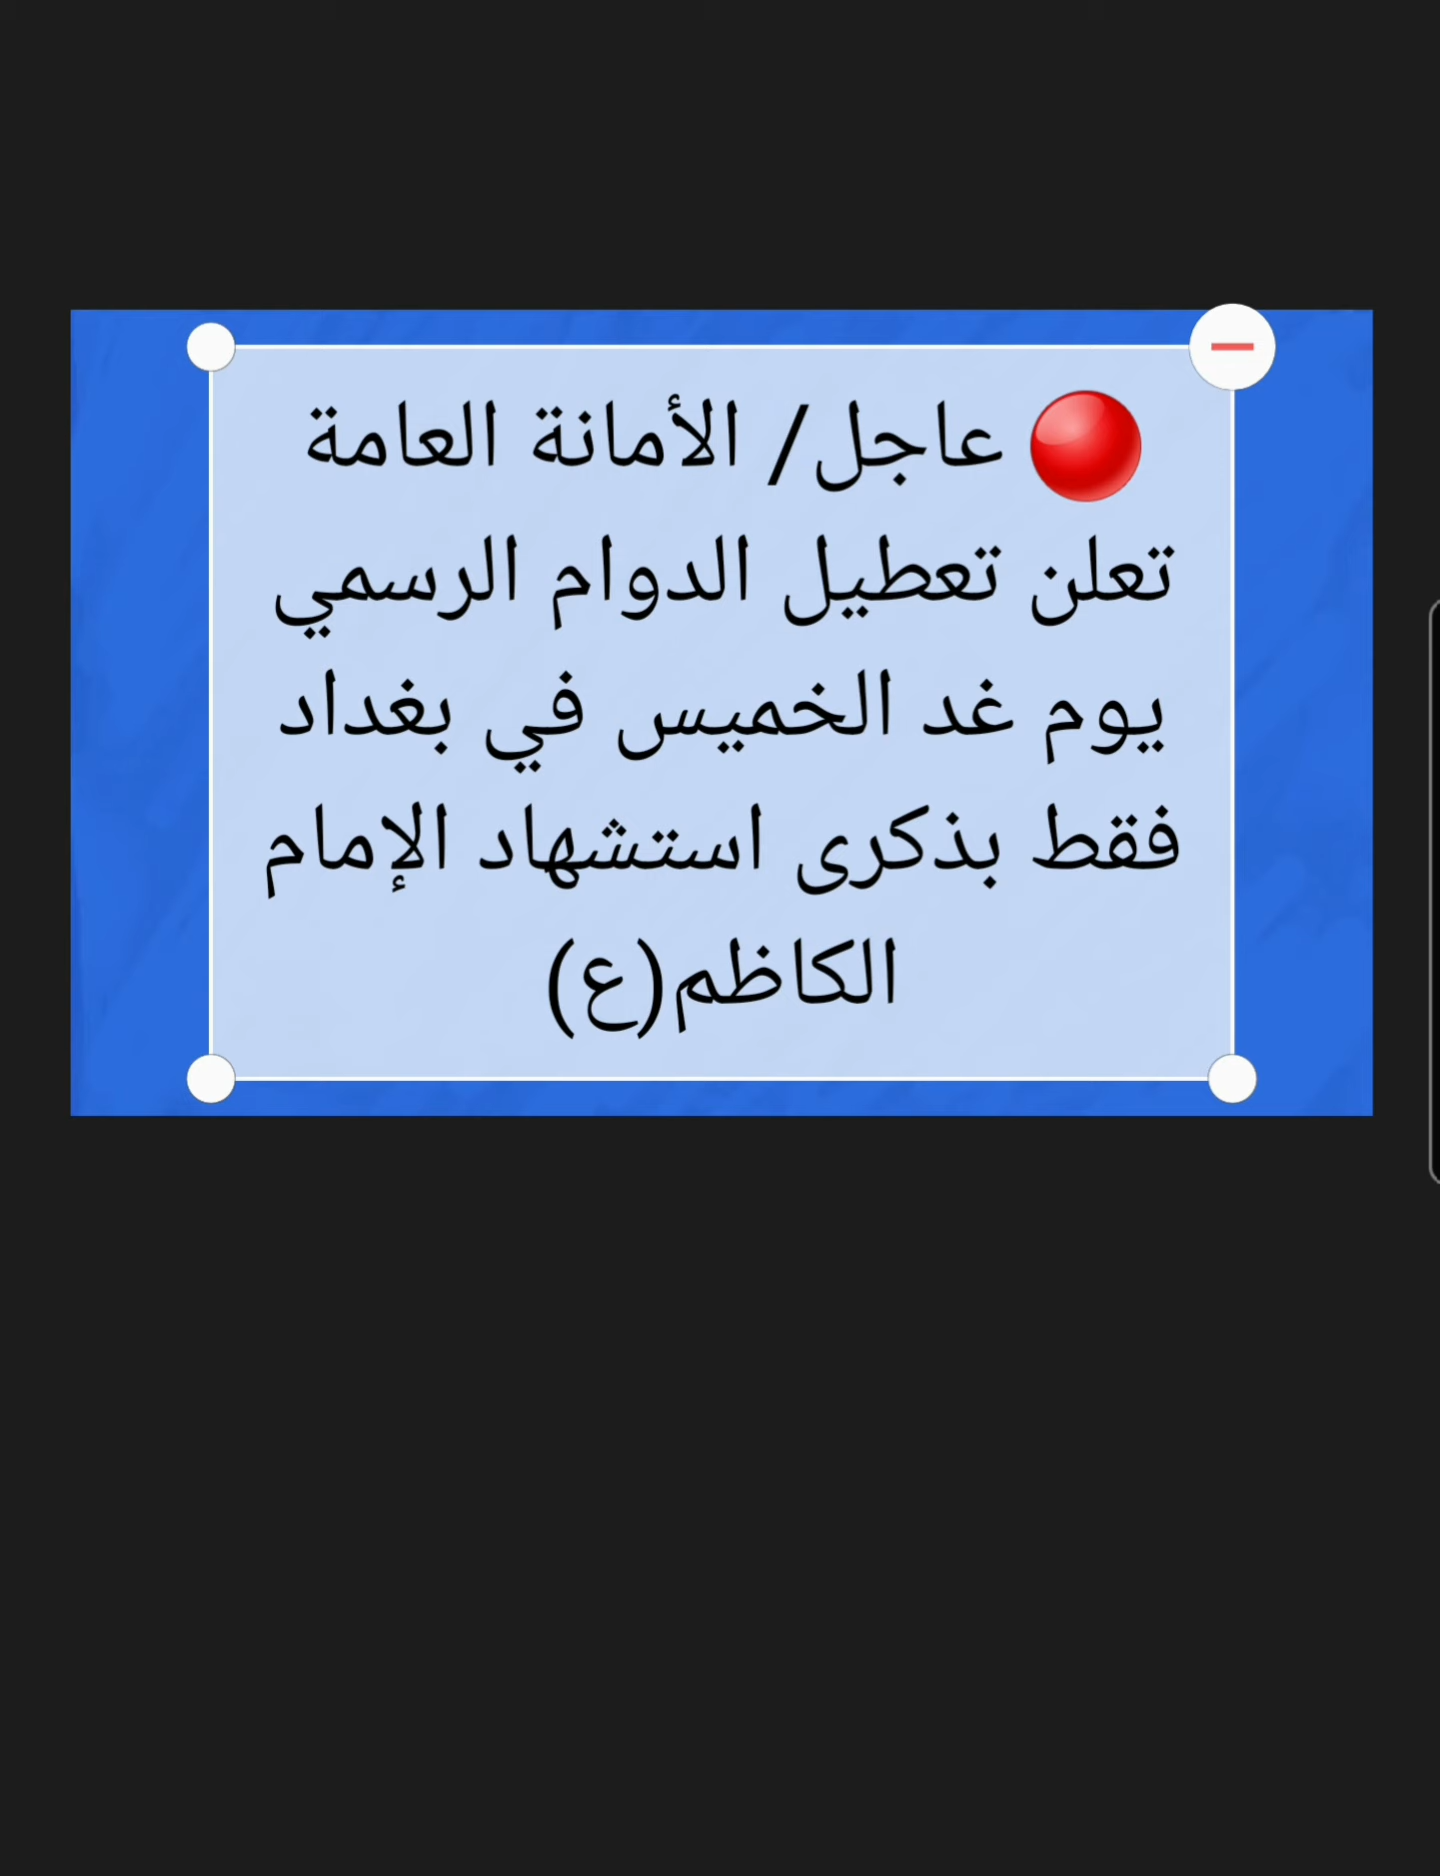 🔴 عاجل/ الأمانة العامة
تعلن تعطيل الدوام الرسمي
يوم غد الخميس في بغداد
فقط بذكرى استشهاد الإمام
الكاظم(ع)